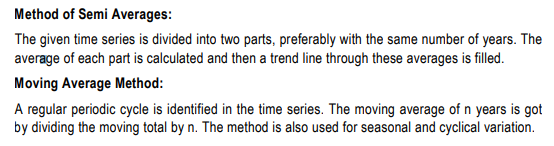 Method of Semi Averages:
The given time series is divided into two parts, preferably with the same number of years. The
average of each part is calculated and then a trend line through these averages is filled.
Moving Average Method:
A regular periodic cycle is identified in the time series. The moving average of n years is got
by dividing the moving total by n. The method is also used for seasonal and cyclical variation.